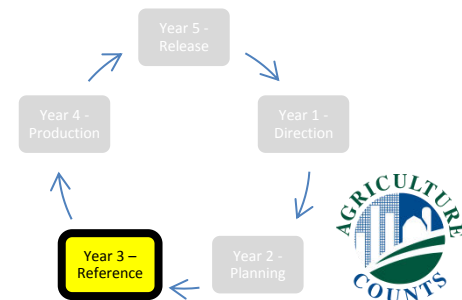 Year 5 -
Release
Year 4 -
Production
Year 1 -
Direction
Year 3 –
Reference
Year 2 -
Planning
AGRICULTURE
COUNTS